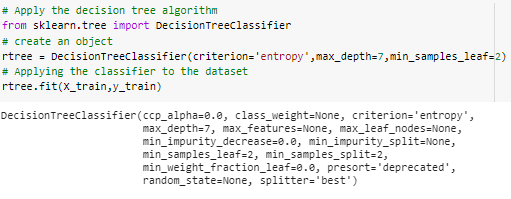 # Apply the decision tree algorithm
from sklearn.tree import DecisionTreeClassifier
# create an object
rtree = DecisionTreeClassifier(criterion='entropy',max_depth=7,min_samples_leaf=2)
# Applying the classifier to the dataset
rtree.fit(X_train,y_train)
DecisionTreeClassifier(ccp_alpha=0.0, class_weight=None, criterion='entropy',
max_depth=7, max_features=None, max_leaf_nodes=None,
min_impurity_decrease=0.0, min_impurity_split=None,
min_samples_leaf=2, min_samples_split=2,
min_weight_fraction_leaf=0.0, presort='deprecated',
random_state=None, splitter='best')